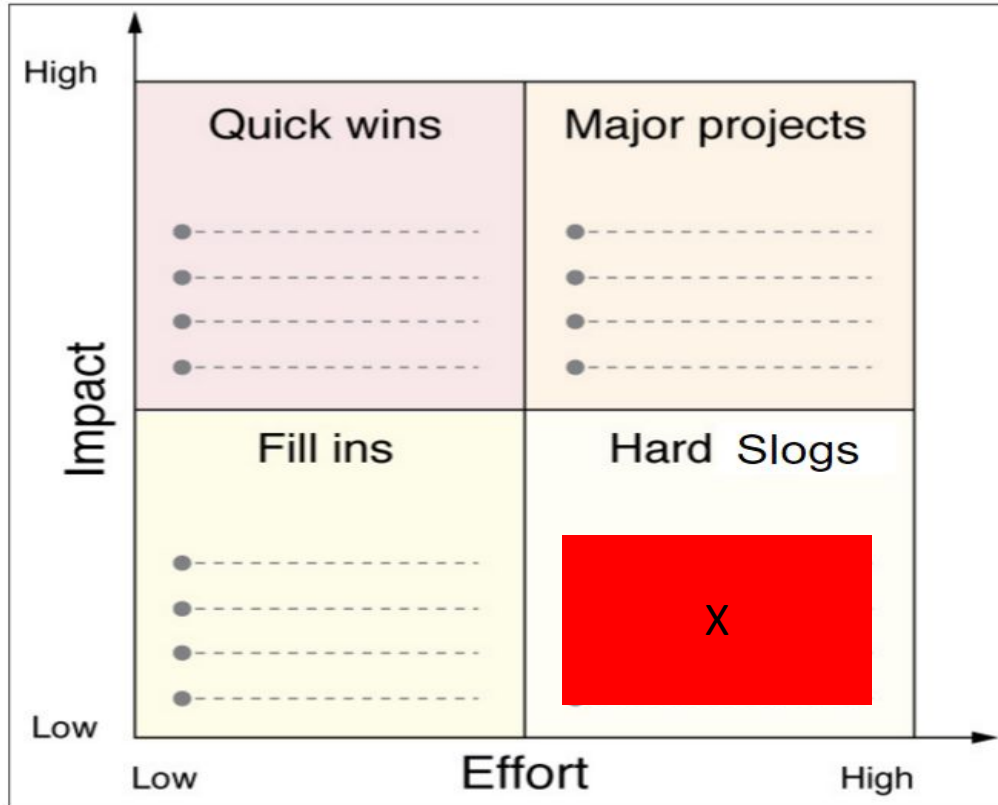 High
Quick wins
Major projects
Impact
Fill ins
Hard Slogs
X
Low
Low
Effort
High